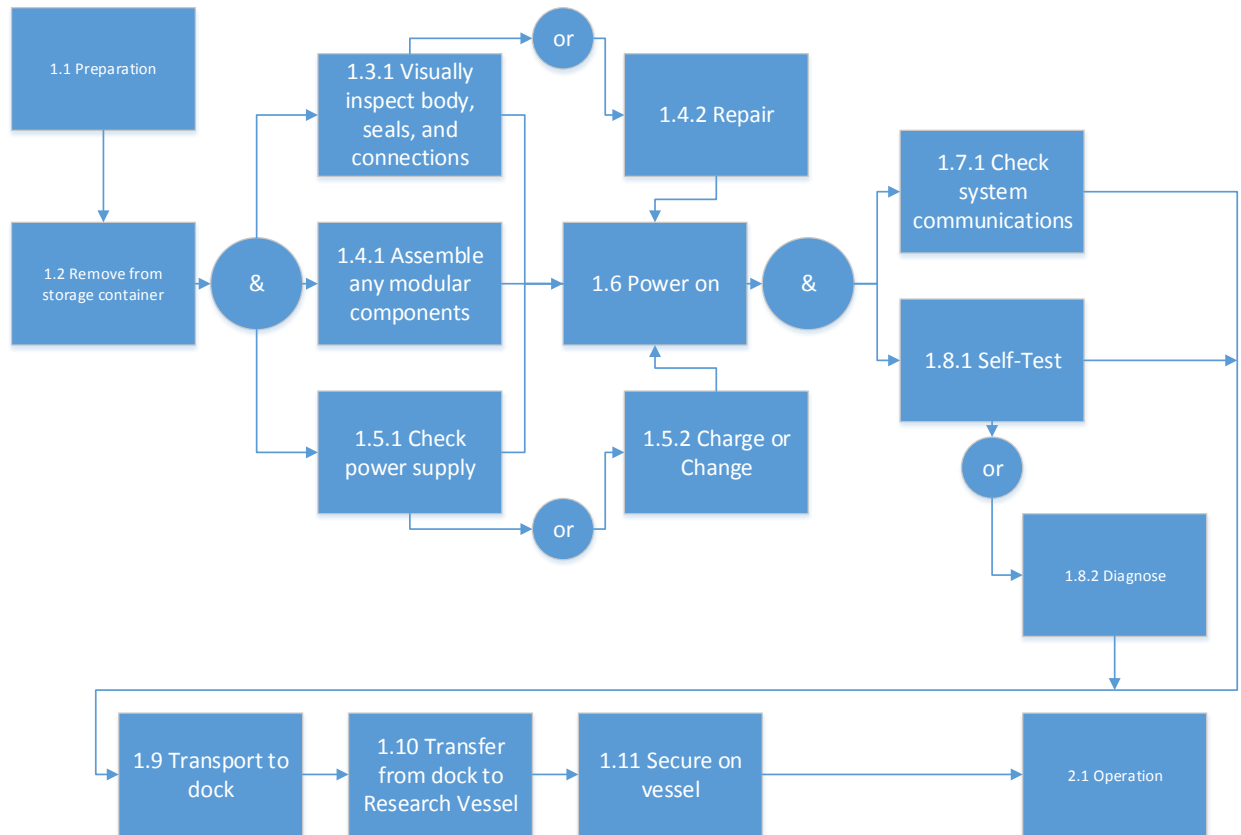 1.1 Preparation
or
1.3.1 Visually
inspect body,
seals, and
connections
1.4.2 Repair
1.7.1 Check
system
communications
1.2 Remove from
storage container
&
1.4.1 Assemble
any modular
components
1.6 Power on
&
1.8.1 Self-Test
1.5.1 Check
power supply
1.5.2 Charge or
Change
or
or
1.8.2 Diagnose
1.9 Transport to
dock
1.10 Transfer
from dock to
Research Vessel
1.11 Secure on
vessel
2.1 Operation